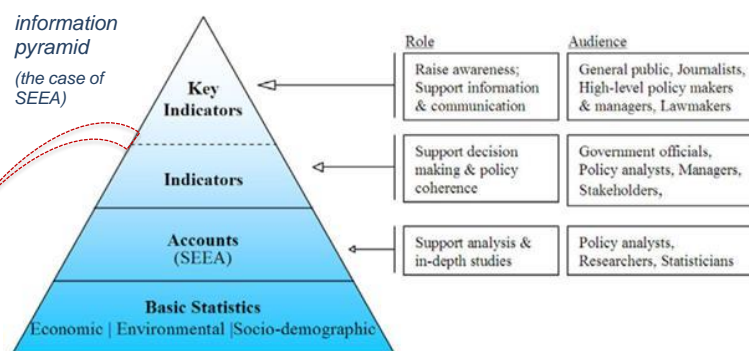 information
pyramid
(the case of
SEEA)
Key
Indicators
Indicators
Accounts
(SEEA)
Basic Statistics
Economic | Environmental |Socio-demographic
Role
Audience
Raise awareness;
Support information
& communication
General public, Journalists,
High-level policy makers
& managers, Lawmakers
Support decision
making & policy
coherence
Government officials,
Policy analysts, Managers,
Stakeholders,
Support analysis &
in-depth studies
Policy analysts,
Researchers, Statisticians